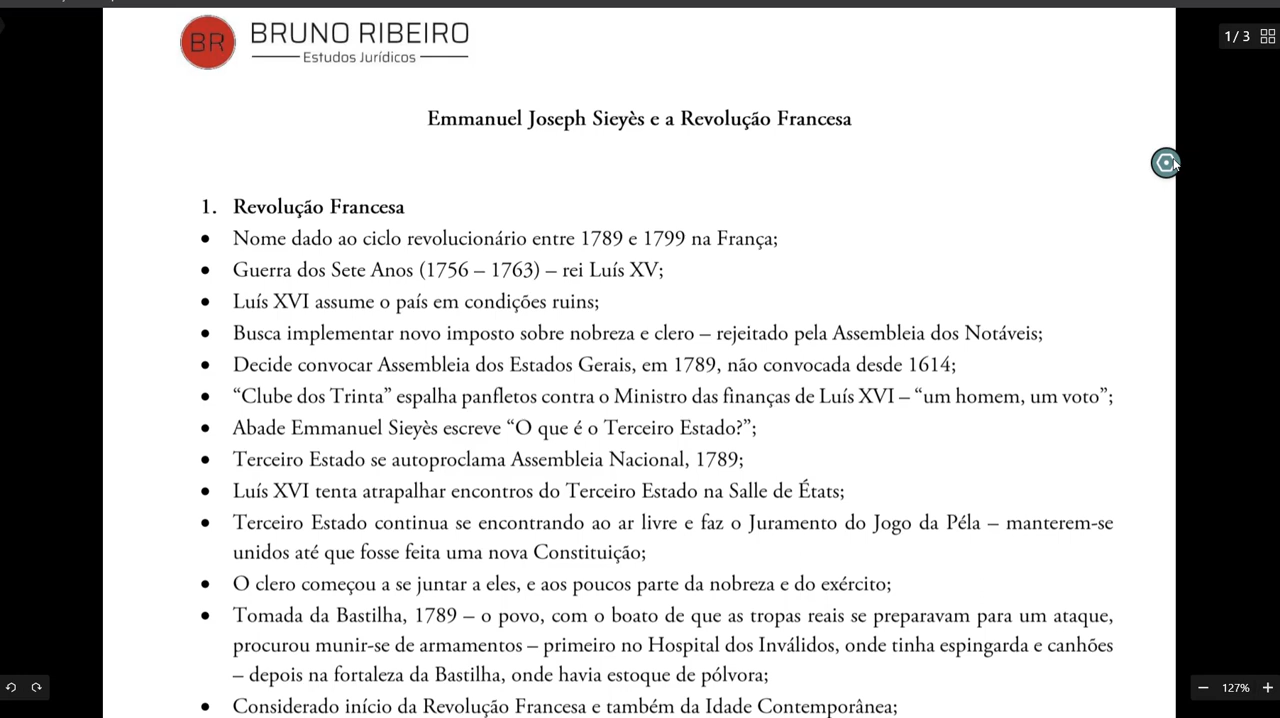 BR BRUNO RIBEIRO
Estudos Jurídicos
1 / 3
Emmanuel Joseph Sieyès e a Revolução Francesa
1. Revolução Francesa
• Nome dado ao ciclo revolucionário entre 1789 e 1799 na França;
• Guerra dos Sete Anos (1756 – 1763) – rei Luís XV;
• Luís XVI assume o país em condições ruins;
• Busca implementar novo imposto sobre nobreza e clero – rejeitado pela Assembleia dos Notáveis;
• Decide convocar Assembleia dos Estados Gerais, em 1789, não convocada desde 1614;
• “Clube dos Trinta” espalha panfletos contra o Ministro das finanças de Luís XVI – “um homem, um voto”;
• Abade Emmanuel Sieyès escreve “O que é o Terceiro Estado?”;
• Terceiro Estado se autoproclama Assembleia Nacional, 1789;
• Luís XVI tenta atrapalhar encontros do Terceiro Estado na Salle de États;
• Terceiro Estado continua se encontrando ao ar livre e faz o Juramento do Jogo da Péla – manterem-se
unidos até que fosse feita uma nova Constituição;
• O clero começou a se juntar a eles, e aos poucos parte da nobreza e do exército;
• Tomada da Bastilha, 1789 – o povo, com o boato de que as tropas reais se preparavam para um ataque,
procurou munir-se de armamentos – primeiro no Hospital dos Inválidos, onde tinha espingarda e canhões
– depois na fortaleza da Bastilha, onde havia estoque de pólvora;
• Considerado início da Revolução Francesa e também da Idade Contemporânea;
127%